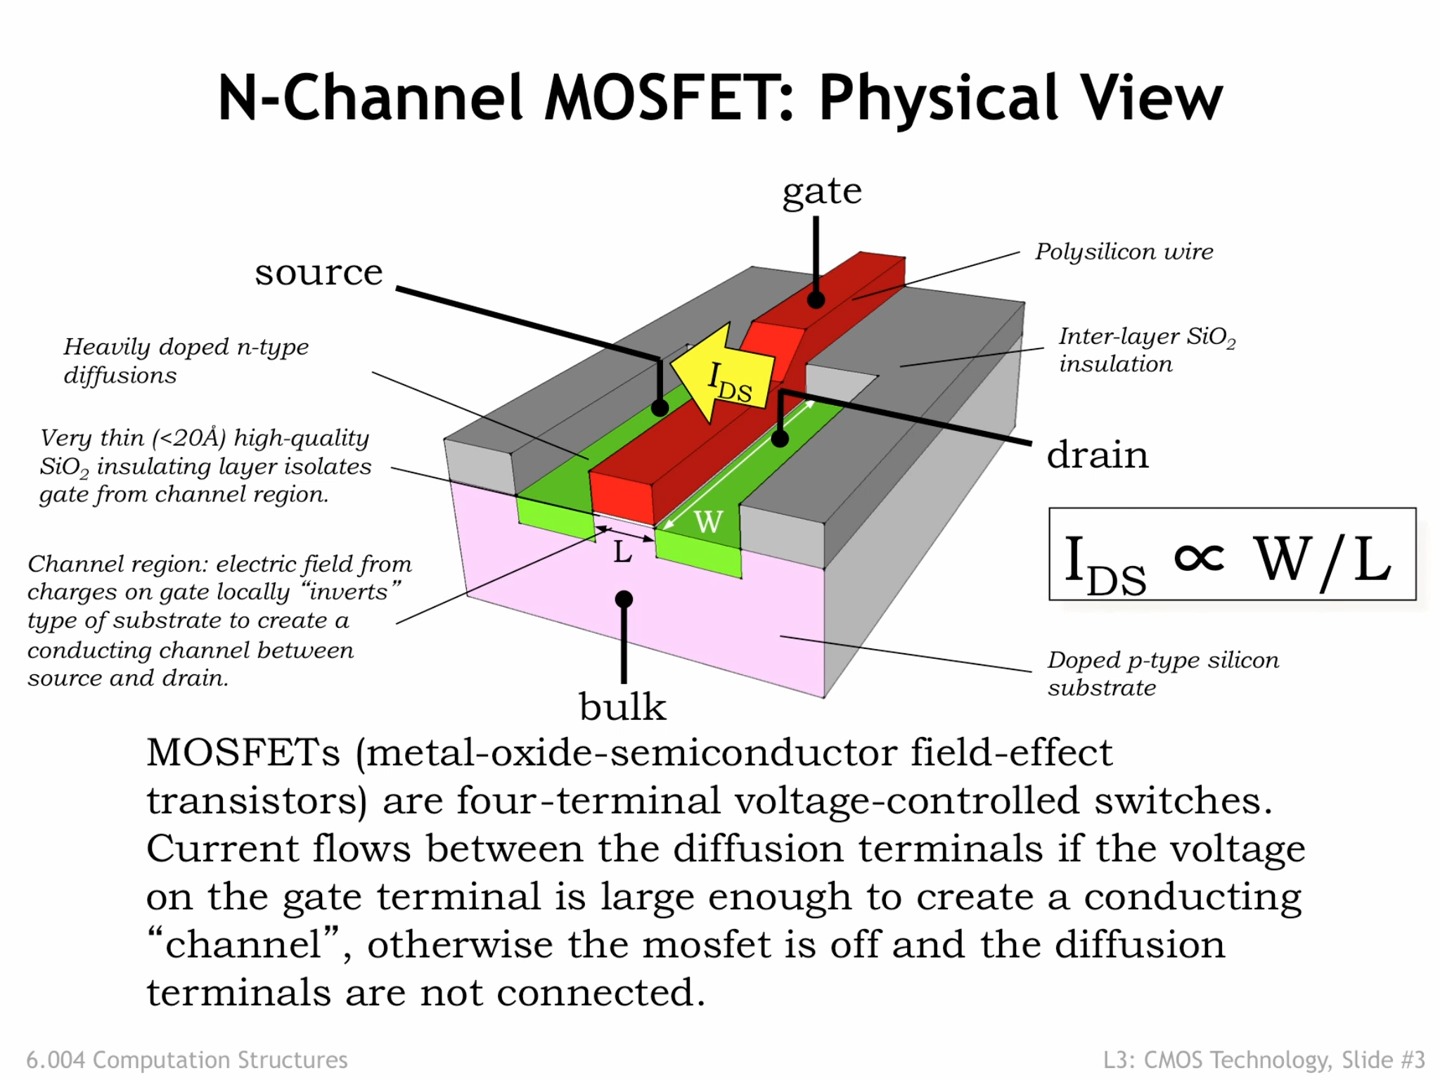 N-Channel MOSFET: Physical View
gate
Polysilicon wire
source
Inter-layer SiO₂
insulation
Heavily doped n-type
diffusions
I_DS
Very thin (<20Å) high-quality
SiO₂ insulating layer isolates
gate from channel region.
drain
W
L
I_DS ∝ W/L
Channel region: electric field from
charges on gate locally “inverts”
type of substrate to create a
conducting channel between
source and drain.
Doped p-type silicon
substrate
bulk
MOSFETs (metal-oxide-semiconductor field-effect
transistors) are four-terminal voltage-controlled switches.
Current flows between the diffusion terminals if the voltage
on the gate terminal is large enough to create a conducting
“channel”, otherwise the mosfet is off and the diffusion
terminals are not connected.
6.004 Computation Structures
L3: CMOS Technology, Slide #3